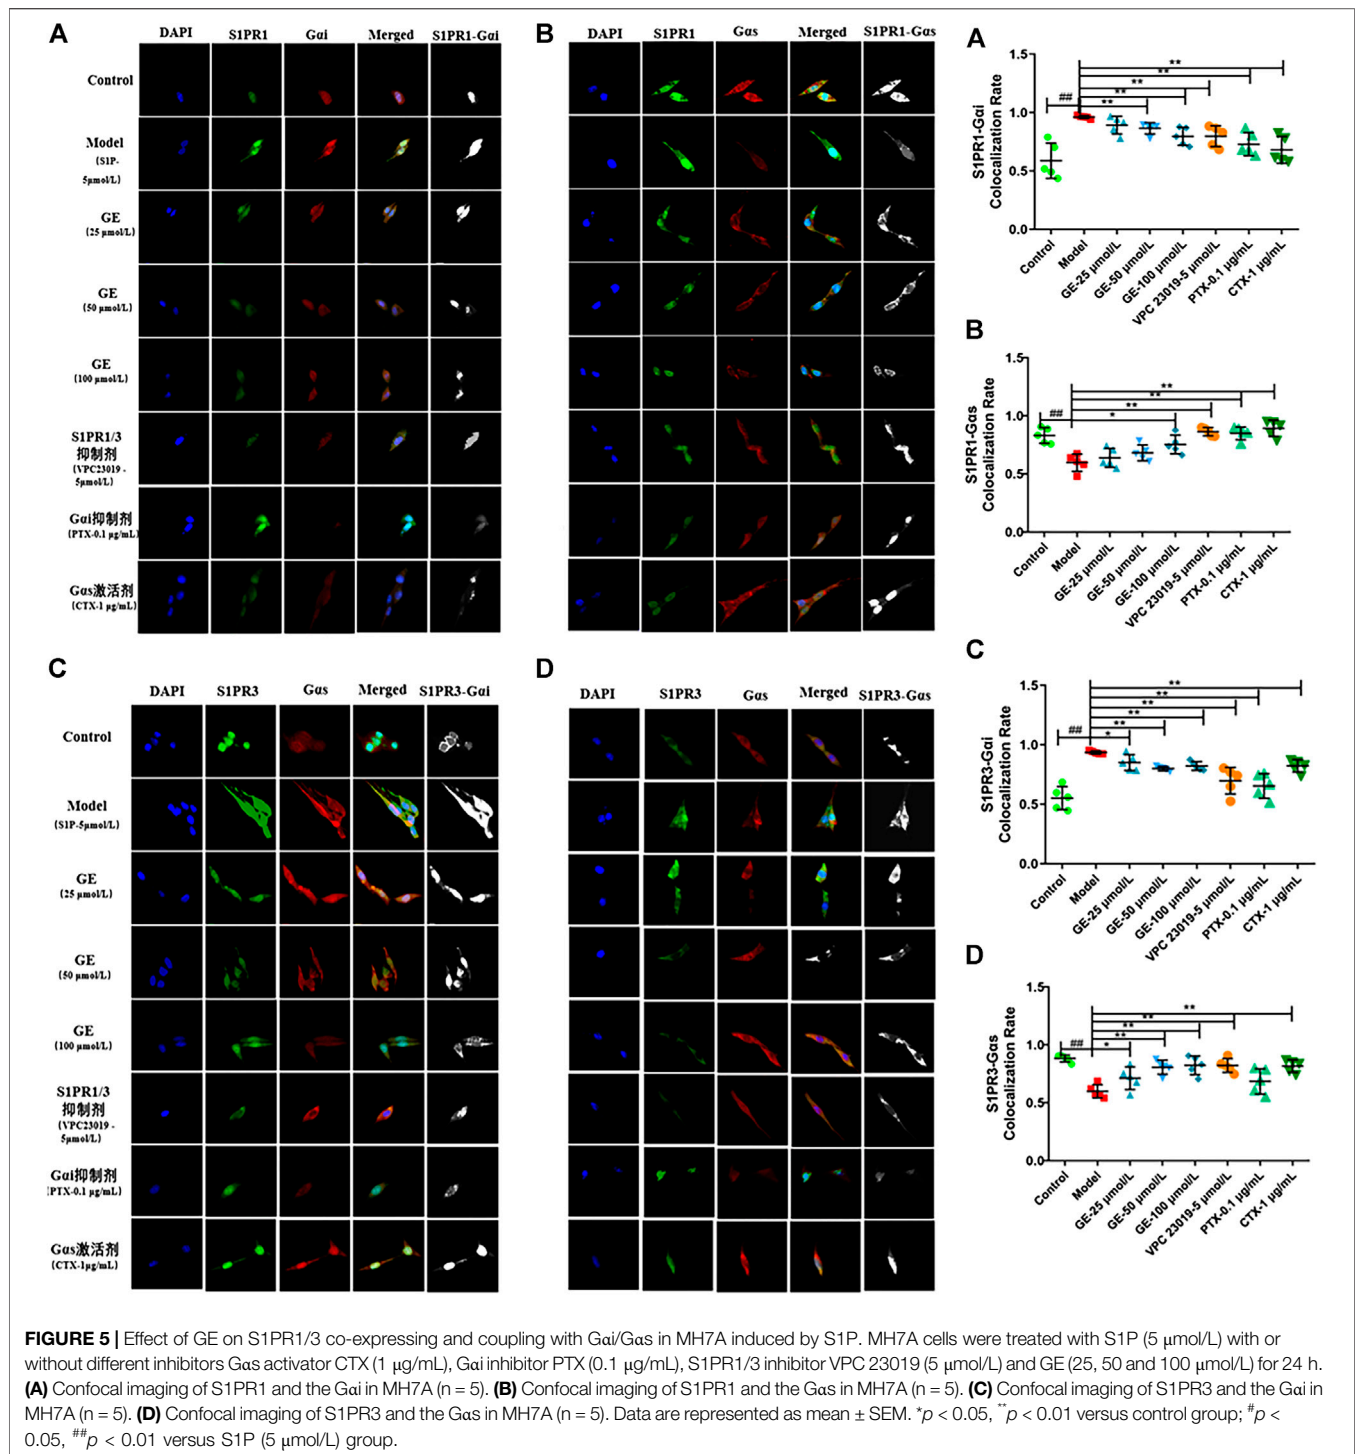 A
DAPI S1PR1 Gαi Merged S1PR1-Gαi
Control
Model
(S1P-
5μmol/L)
GE
(25 μmol/L)
GE
(50 μmol/L)
GE
(100 μmol/L)
S1PR1/3
抑制剂
(VPC23019 -
5μmol/L)
Gαi抑制剂
(PTX-0.1 μg/mL)
Gαs激活剂
(CTX-1 μg/mL)
B
DAPI S1PR1 Gαs Merged S1PR1-Gαs
A
S1PR1-Gαi
Colocalization Rate
1.5
1.0
0.5
0.0
##
**
**
**
**
**
Control
Model
GE-25 μmol/L
GE-50 μmol/L
GE-100 μmol/L
VPC 23019-5 μmol/L
PTX-0.1 μg/mL
CTX-1 μg/mL
B
S1PR1-Gαs
Colocalization Rate
1.5
1.0
0.5
0.0
##
**
**
**
*
Control
Model
GE-25 μmol/L
GE-50 μmol/L
GE-100 μmol/L
VPC 23019-5 μmol/L
PTX-0.1 μg/mL
CTX-1 μg/mL
C
DAPI S1PR3 Gαs Merged S1PR3-Gαi
Control
Model
(S1P-5μmol/L)
GE
(25 μmol/L)
GE
(50 μmol/L)
GE
(100 μmol/L)
S1PR1/3
抑制剂
(VPC23019 -
5μmol/L)
Gαi抑制剂
(PTX-0.1 μg/mL)
Gαs激活剂
(CTX-1μg/mL)
D
DAPI S1PR3 Gαs Merged S1PR3-Gαs
C
S1PR3-Gαi
Colocalization Rate
1.5
1.0
0.5
0.0
##
**
**
**
**
**
*
Control
Model
GE-25 μmol/L
GE-50 μmol/L
GE-100 μmol/L
VPC 23019-5 μmol/L
PTX-0.1 μg/mL
CTX-1 μg/mL
D
S1PR3-Gαs
Colocalization Rate
1.5
1.0
0.5
0.0
##
**
**
**
**
*
Control
Model
GE-25 μmol/L
GE-50 μmol/L
GE-100 μmol/L
VPC 23019-5 μmol/L
PTX-0.1 μg/mL
CTX-1 μg/mL
FIGURE 5 | Effect of GE on S1PR1/3 co-expressing and coupling with Gαi/Gαs in MH7A induced by S1P. MH7A cells were treated with S1P (5 μmol/L) with or
without different inhibitors Gαs activator CTX (1 μg/mL), Gαi inhibitor PTX (0.1 μg/mL), S1PR1/3 inhibitor VPC 23019 (5 μmol/L) and GE (25, 50 and 100 μmol/L) for 24 h.
(A) Confocal imaging of S1PR1 and the Gαi in MH7A (n = 5). (B) Confocal imaging of S1PR1 and the Gαs in MH7A (n = 5). (C) Confocal imaging of S1PR3 and the Gαi in
MH7A (n = 5). (D) Confocal imaging of S1PR3 and the Gαs in MH7A (n = 5). Data are represented as mean ± SEM. *p < 0.05, **p < 0.01 versus control group; #p <
0.05, ##p < 0.01 versus S1P (5 μmol/L) group.